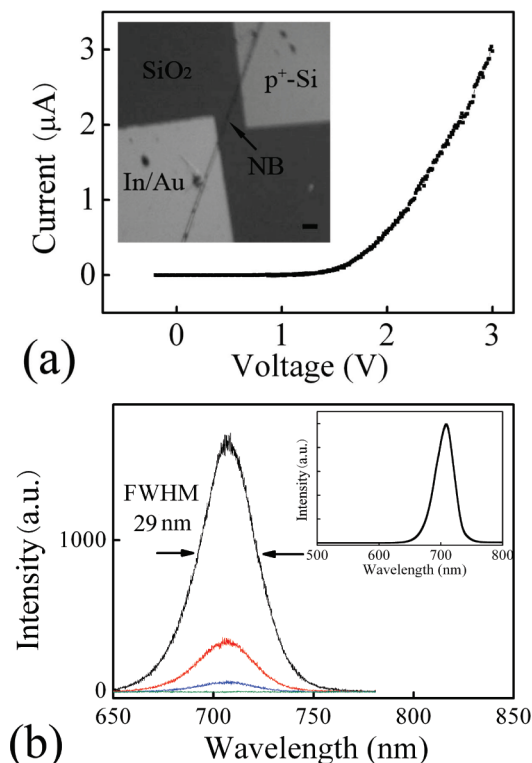 3
2
1
0
Current (μA)
SiO₂
p⁺-Si
NB
In/Au
0 1 2 3
Voltage (V)
(a)
1000
0
Intensity (a.u.)
FWHM
29 nm
Intensity (a.u.)
500 600 700 800
Wavelength (nm)
650 700 750 800 850
Wavelength (nm)
(b)